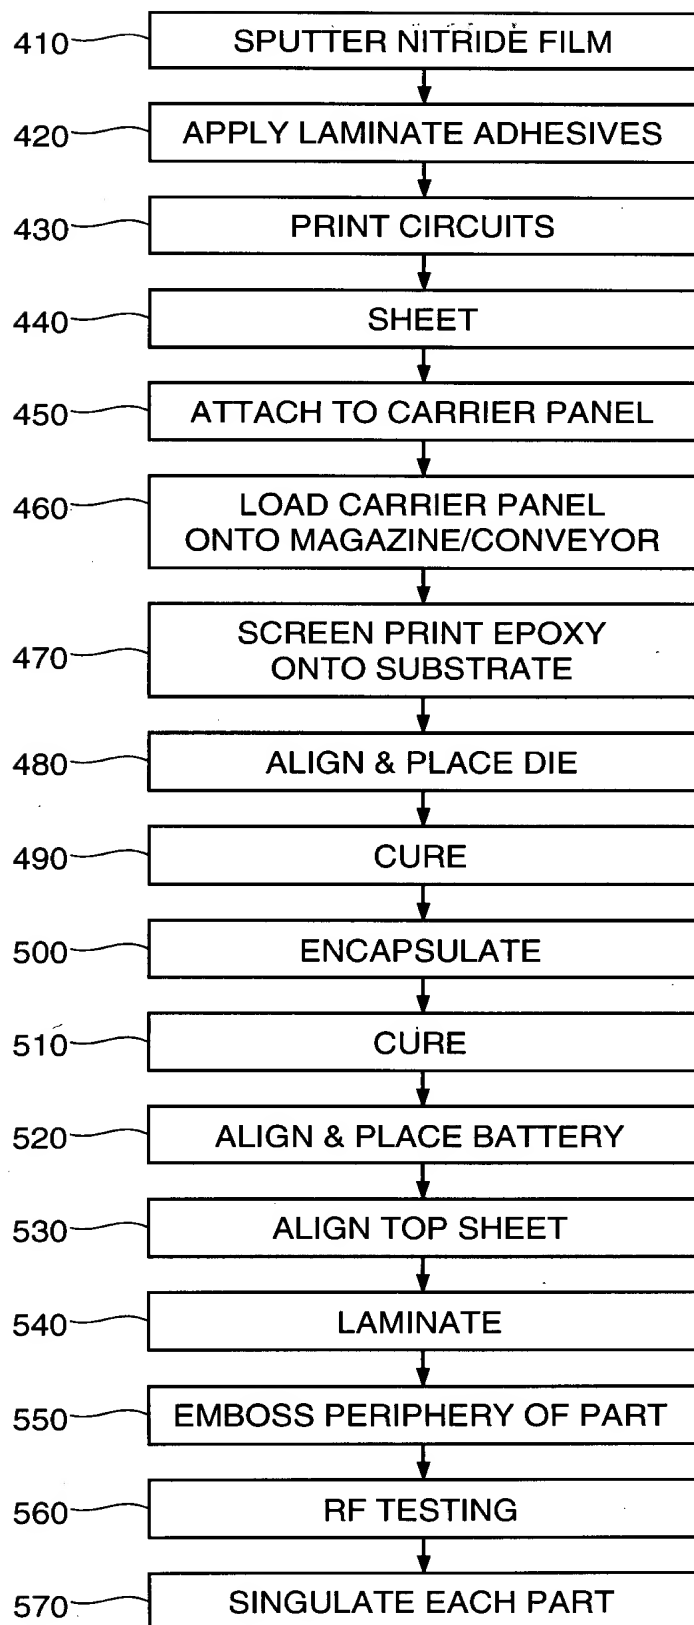 410 SPUTTER NITRIDE FILM
420 APPLY LAMINATE ADHESIVES
430 PRINT CIRCUITS
440 SHEET
450 ATTACH TO CARRIER PANEL
460 LOAD CARRIER PANEL
ONTO MAGAZINE/CONVEYOR
470 SCREEN PRINT EPOXY
ONTO SUBSTRATE
480 ALIGN & PLACE DIE
490 CURE
500 ENCAPSULATE
510 CURE
520 ALIGN & PLACE BATTERY
530 ALIGN TOP SHEET
540 LAMINATE
550 EMBOSS PERIPHERY OF PART
560 RF TESTING
570 SINGULATE EACH PART